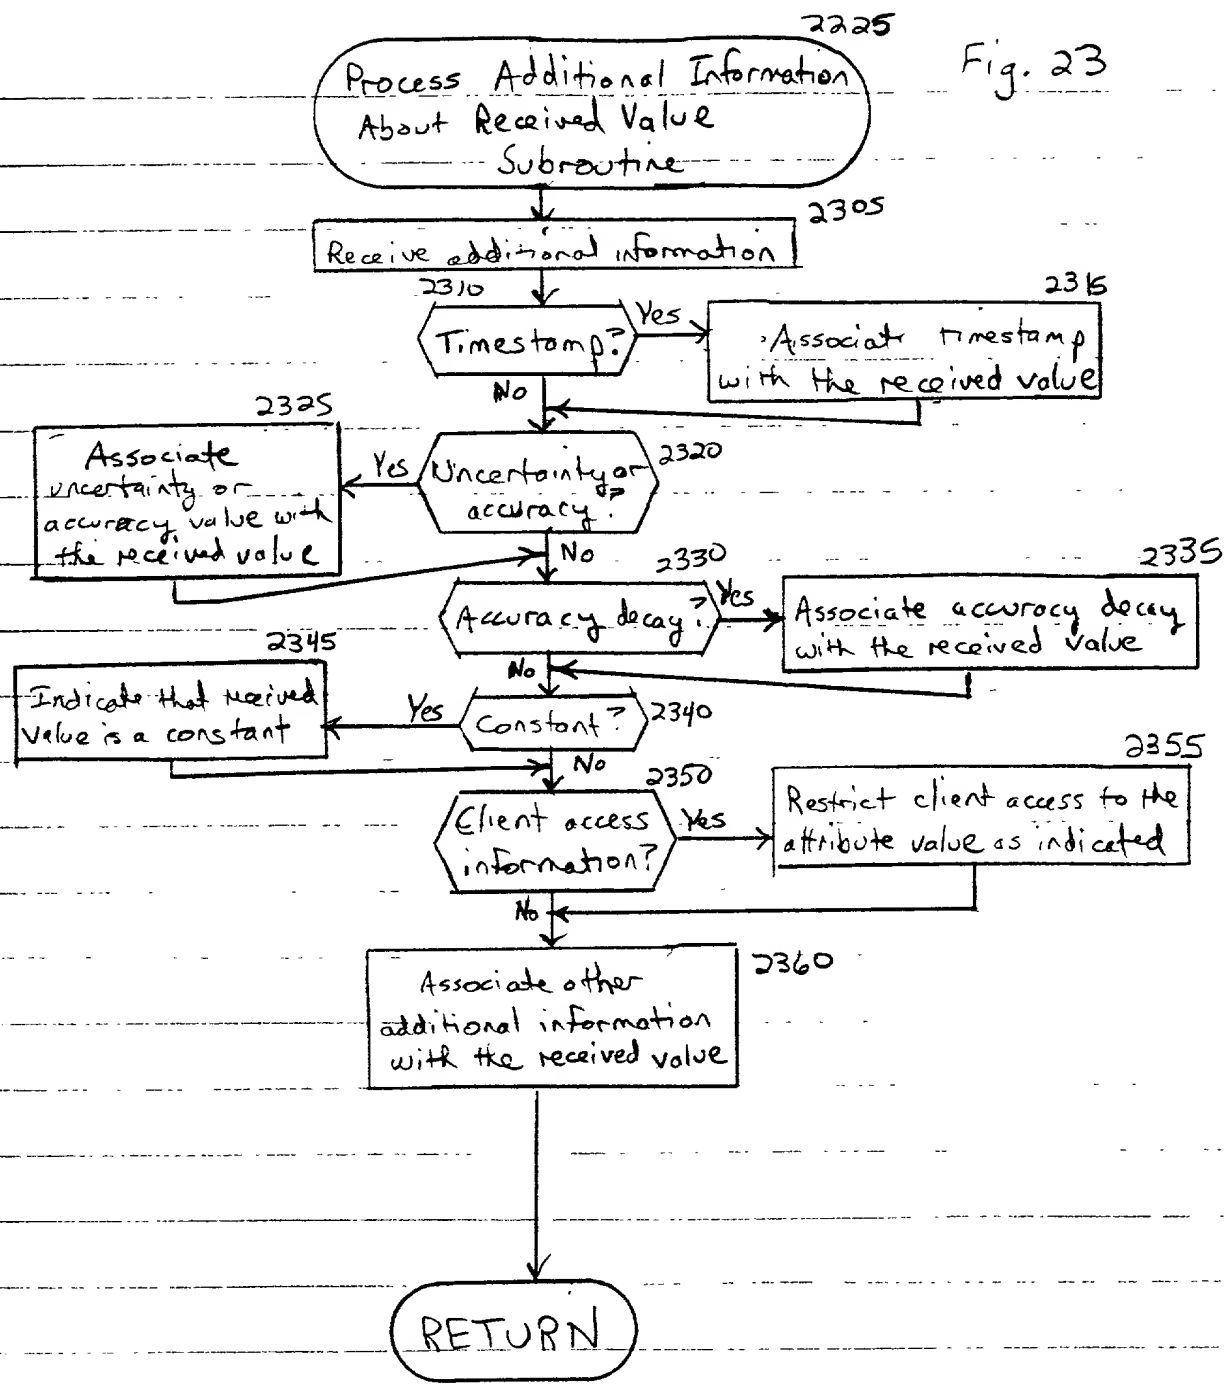 2225
Fig. 23
Process Additional Information
About Received Value
Subroutine
2305
Receive additional information
2310
Timestamp?
Yes
No
2315
Associate timestamp
with the received value
2325
Associate
uncertainty or
accuracy value with
the received value
Yes
Uncertainty or
accuracy?
2320
No
2330
Accuracy decay?
Yes
No
2335
Associate accuracy decay
with the received value
2345
Indicate that received
value is a constant
Yes
Constant?
2340
No
2350
Client access
information?
Yes
No
2355
Restrict client access to the
attribute value as indicated
2360
Associate other
additional information
with the received value
RETURN